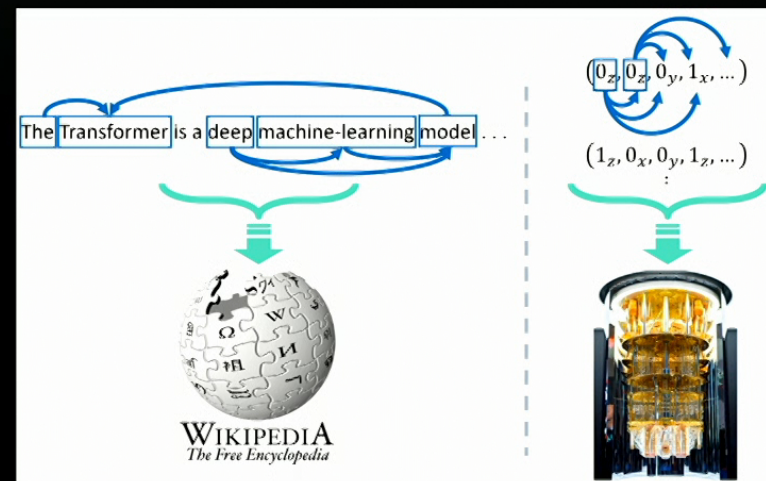 The Transformer is a deep machine-learning model . . .
(0_z, 0_z, 0_y, 1_x, ...)
(1_z, 0_x, 0_y, 1_z, ...)
⋮
Ω
W
И
祖
WIKIPEDIA
The Free Encyclopedia